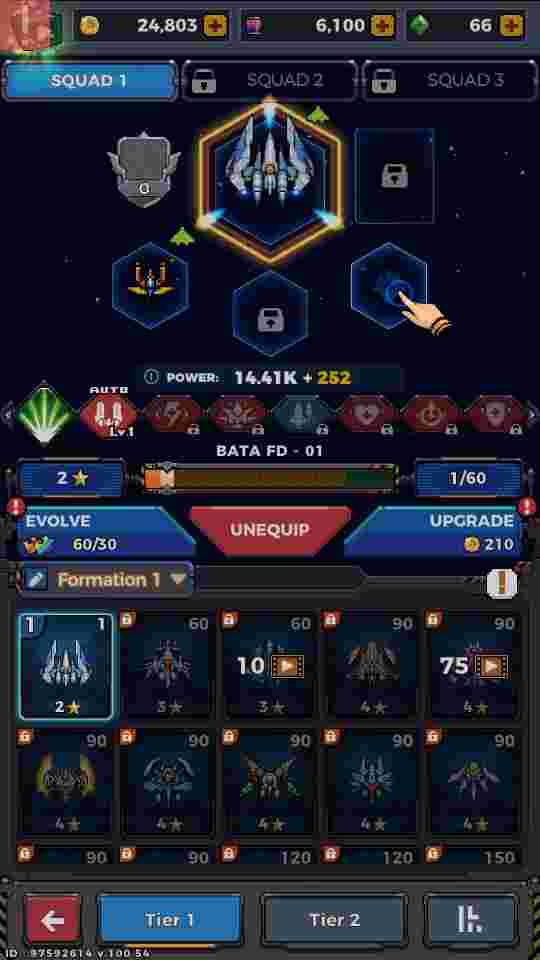 24,803
6,100
66
SQUAD 1
SQUAD 2
SQUAD 3
0
POWER: 14.41K + 252
AUTO
Lv.1
BATA FD - 01
2
1/60
EVOLVE
60/30
UNEQUIP
UPGRADE
210
Formation 1
1 1
60
60
90
90
10
75
2
3
3
4
4
90
90
90
90
90
4
4
4
4
4
90
90
120
120
150
Tier 1
Tier 2
ID : 97592614 v.100.54